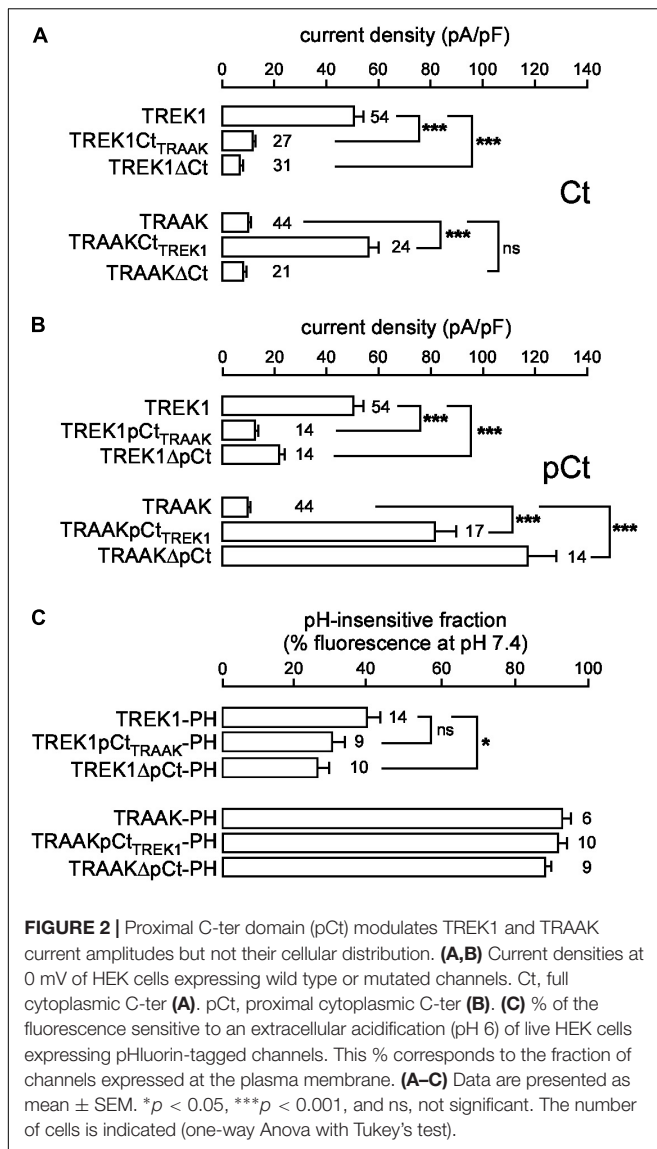 A
current density (pA/pF)
0 20 40 60 80 100 120 140
TREK1 54 ***
TREK1CtTRAAK 27 ***
TREK1ΔCt 31
Ct
TRAAK 44
TRAAKCtTREK1 24 *** ns
TRAAKΔCt 21
B
current density (pA/pF)
0 20 40 60 80 100 120 140
TREK1 54 ***
TREK1pCtTRAAK 14 ***
TREK1ΔpCt 14
pCt
TRAAK 44
TRAAKpCtTREK1 17 *** ***
TRAAKΔpCt 14
C
pH-insensitive fraction
(% fluorescence at pH 7.4)
0 20 40 60 80 100
TREK1-PH 14 ns
TREK1pCtTRAAK-PH 9 *
TREK1ΔpCt-PH 10
TRAAK-PH 6
TRAAKpCtTREK1-PH 10
TRAAKΔpCt-PH 9
FIGURE 2 | Proximal C-ter domain (pCt) modulates TREK1 and TRAAK
current amplitudes but not their cellular distribution. (A,B) Current densities at
0 mV of HEK cells expressing wild type or mutated channels. Ct, full
cytoplasmic C-ter (A). pCt, proximal cytoplasmic C-ter (B). (C) % of the
fluorescence sensitive to an extracellular acidification (pH 6) of live HEK cells
expressing pHluorin-tagged channels. This % corresponds to the fraction of
channels expressed at the plasma membrane. (A–C) Data are presented as
mean ± SEM. *p < 0.05, ***p < 0.001, and ns, not significant. The number
of cells is indicated (one-way Anova with Tukey's test).